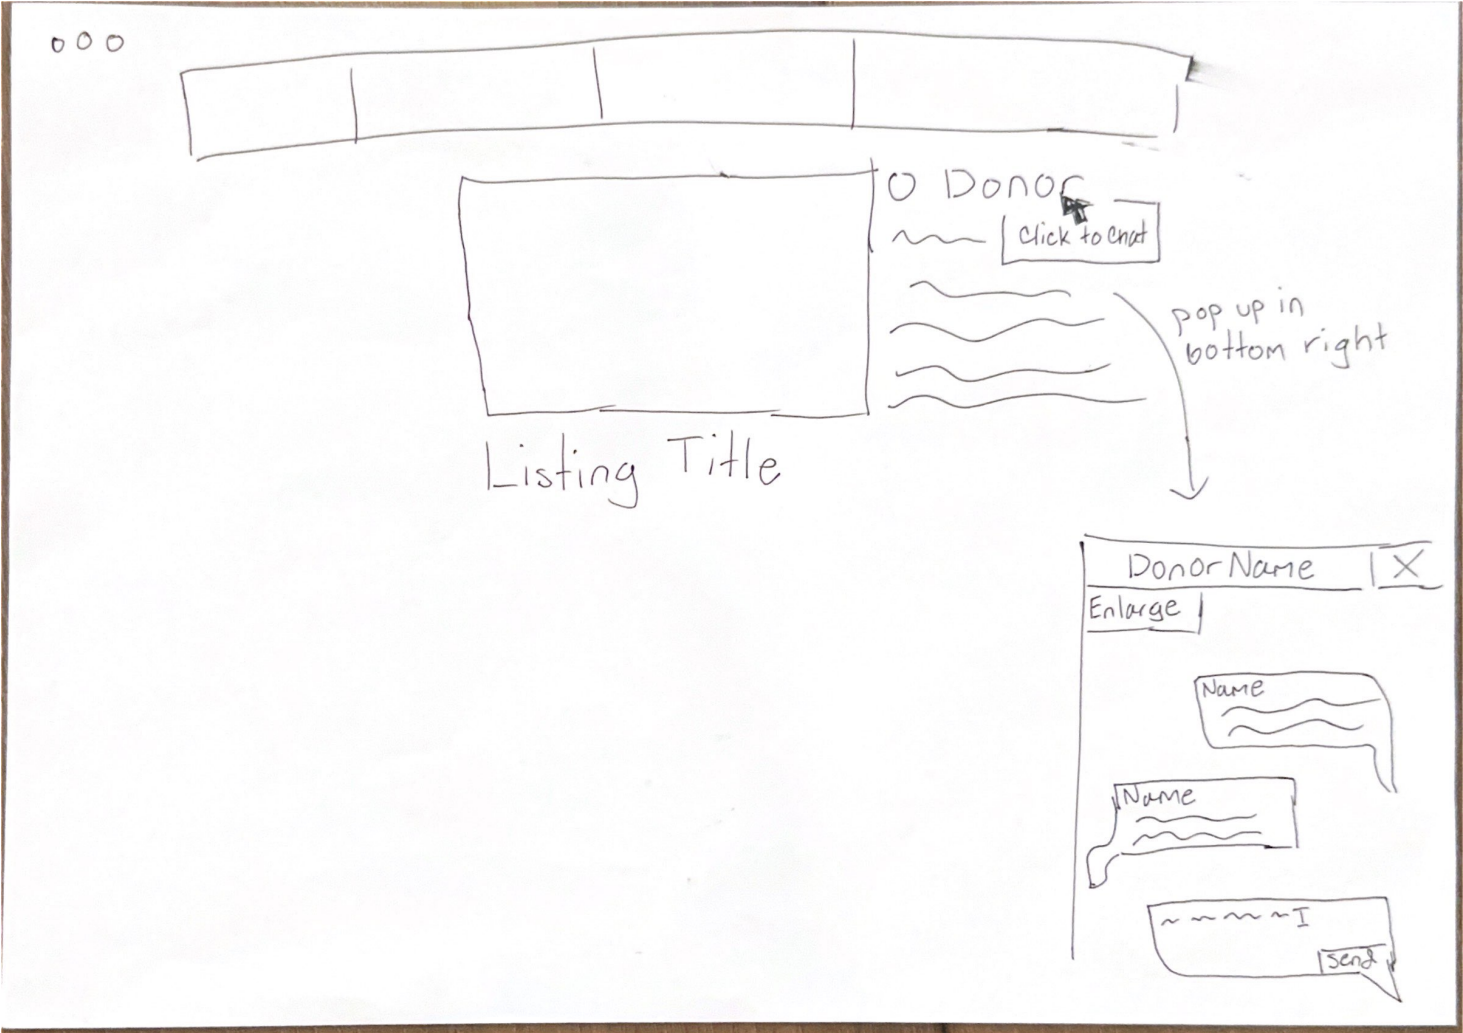 O Donor
Click to Chat
pop up in
bottom right
Listing Title
Donor Name X
Enlarge
Name
Name
Send